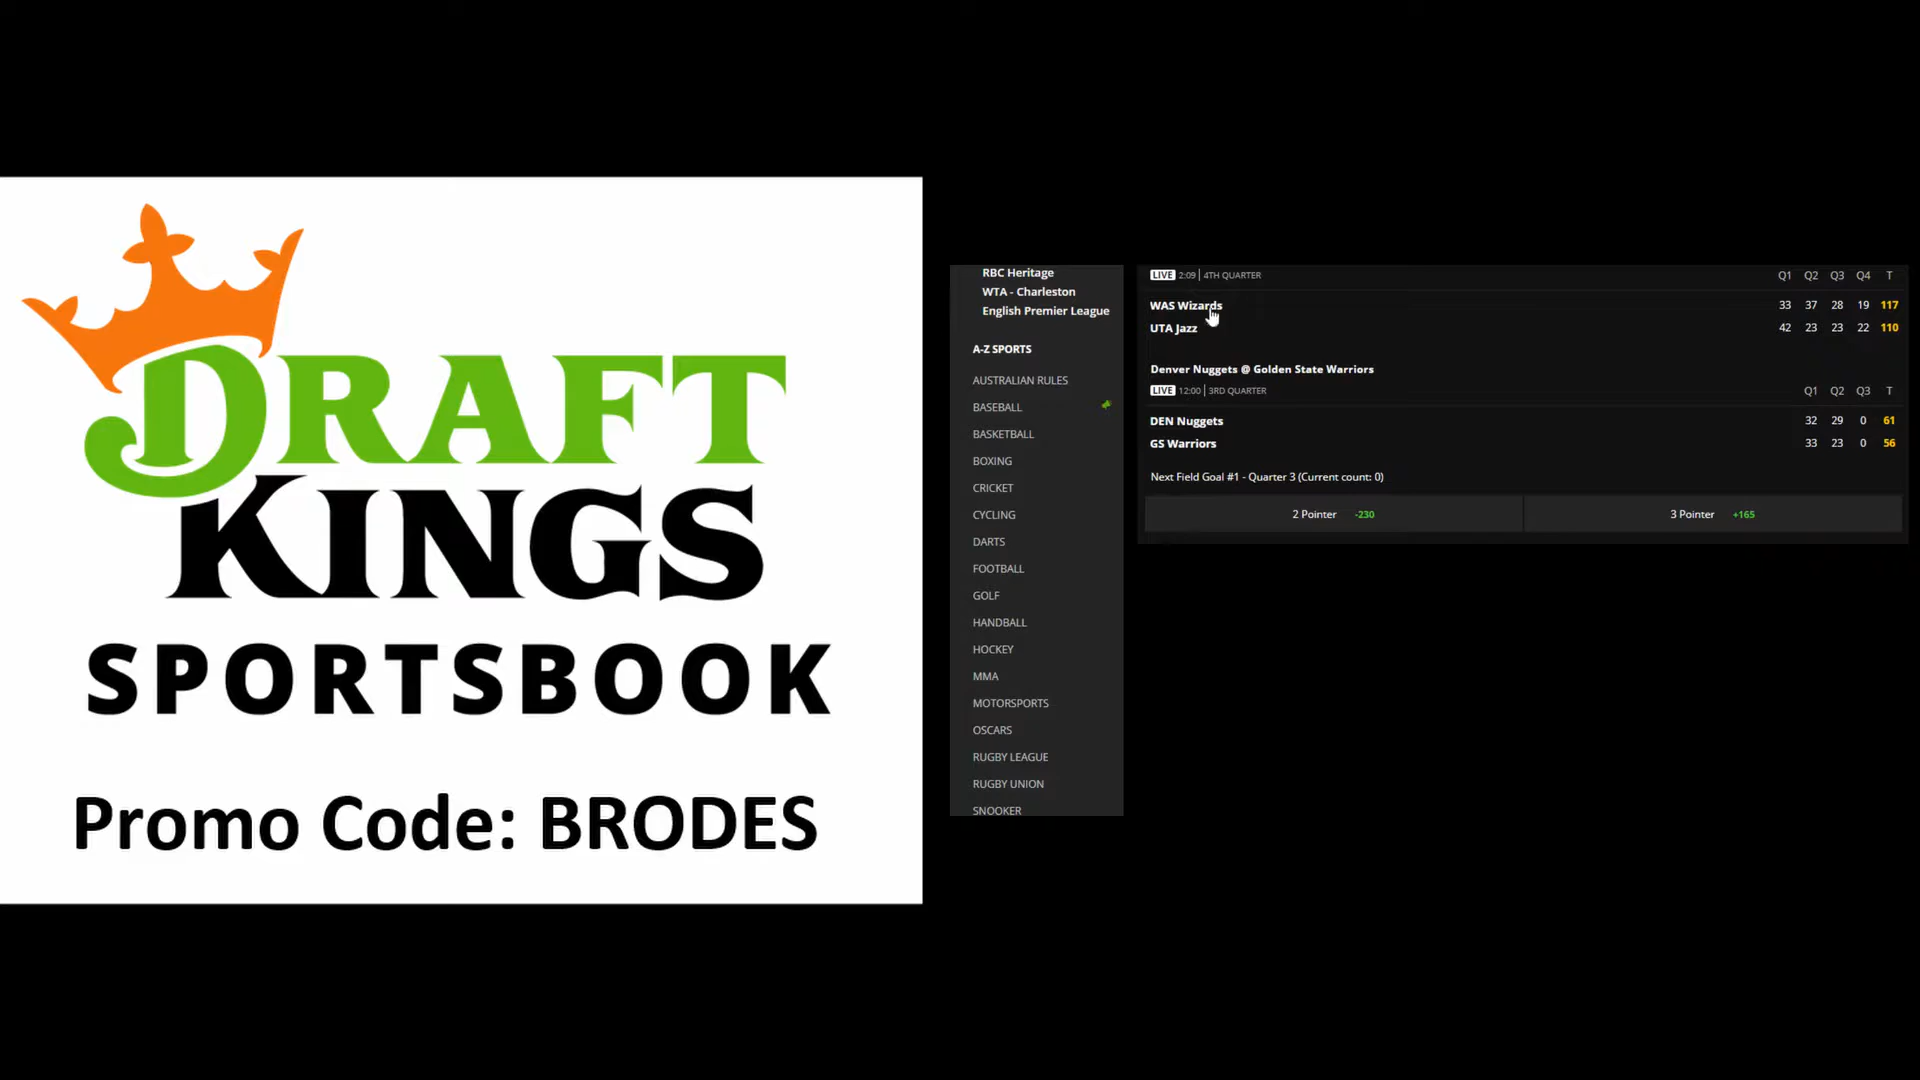 DRAFT
KINGS
SPORTSBOOK
Promo Code: BRODES
RBC Heritage
WTA - Charleston
English Premier League
A-Z SPORTS
AUSTRALIAN RULES
BASEBALL
BASKETBALL
BOXING
CRICKET
CYCLING
DARTS
FOOTBALL
GOLF
HANDBALL
HOCKEY
MMA
MOTORSPORTS
OSCARS
RUGBY LEAGUE
RUGBY UNION
SNOOKER
LIVE 2:09 | 4TH QUARTER Q1 Q2 Q3 Q4 T
WAS Wizards 33 37 28 19 117
UTA Jazz 42 23 23 22 110
Denver Nuggets @ Golden State Warriors
LIVE 12:00 | 3RD QUARTER Q1 Q2 Q3 T
DEN Nuggets 32 29 0 61
GS Warriors 33 23 0 56
Next Field Goal #1 - Quarter 3 (Current count: 0)
2 Pointer -230 3 Pointer +165